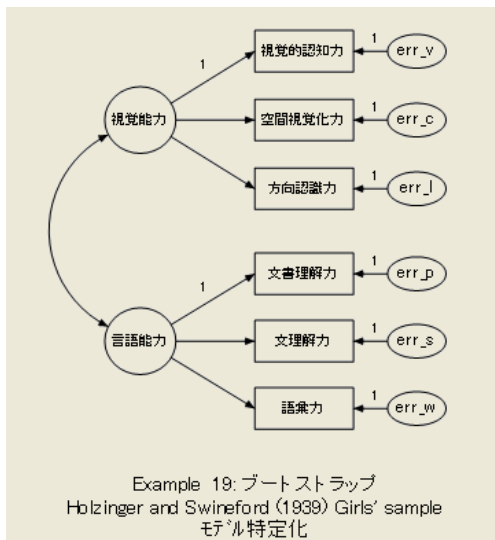 視覚的認知力
1
err_v
1
視覚能力
空間視覚化力
1
err_c
方向認識力
1
err_l
文書理解力
1
err_p
1
言語能力
文理解力
1
err_s
語彙力
1
err_w
Example 19: ブートストラップ
Holzinger and Swineford (1939) Girls' sample
モデル特定化